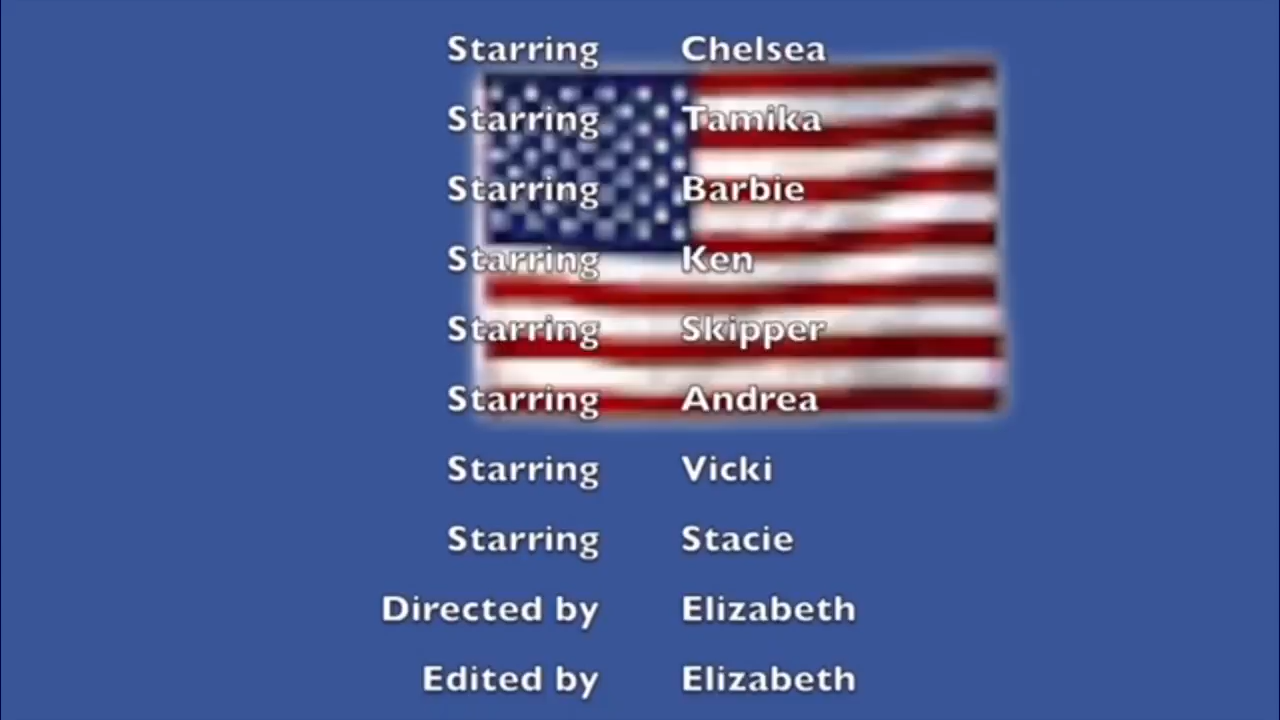 Starring Chelsea
Starring Tamika
Starring Barbie
Starring Ken
Starring Skipper
Starring Andrea
Starring Vicki
Starring Stacie
Directed by Elizabeth
Edited by Elizabeth